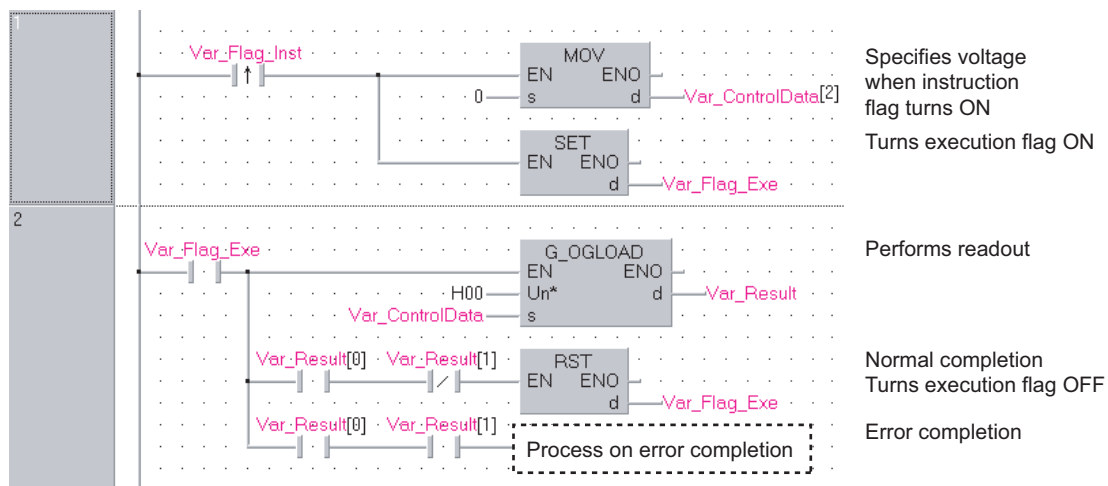 1
Var_Flag_Inst
MOV
EN ENO
0 s d Var_ControlData[2]
Specifies voltage
when instruction
flag turns ON
SET
EN ENO
d Var_Flag_Exe
Turns execution flag ON
2
Var_Flag_Exe
G_OGLOAD
EN ENO
H00 Un* d Var_Result
Var_ControlData s
Performs readout
Var_Result[0] Var_Result[1]
RST
EN ENO
d Var_Flag_Exe
Normal completion
Turns execution flag OFF
Var_Result[0] Var_Result[1]
Process on error completion
Error completion